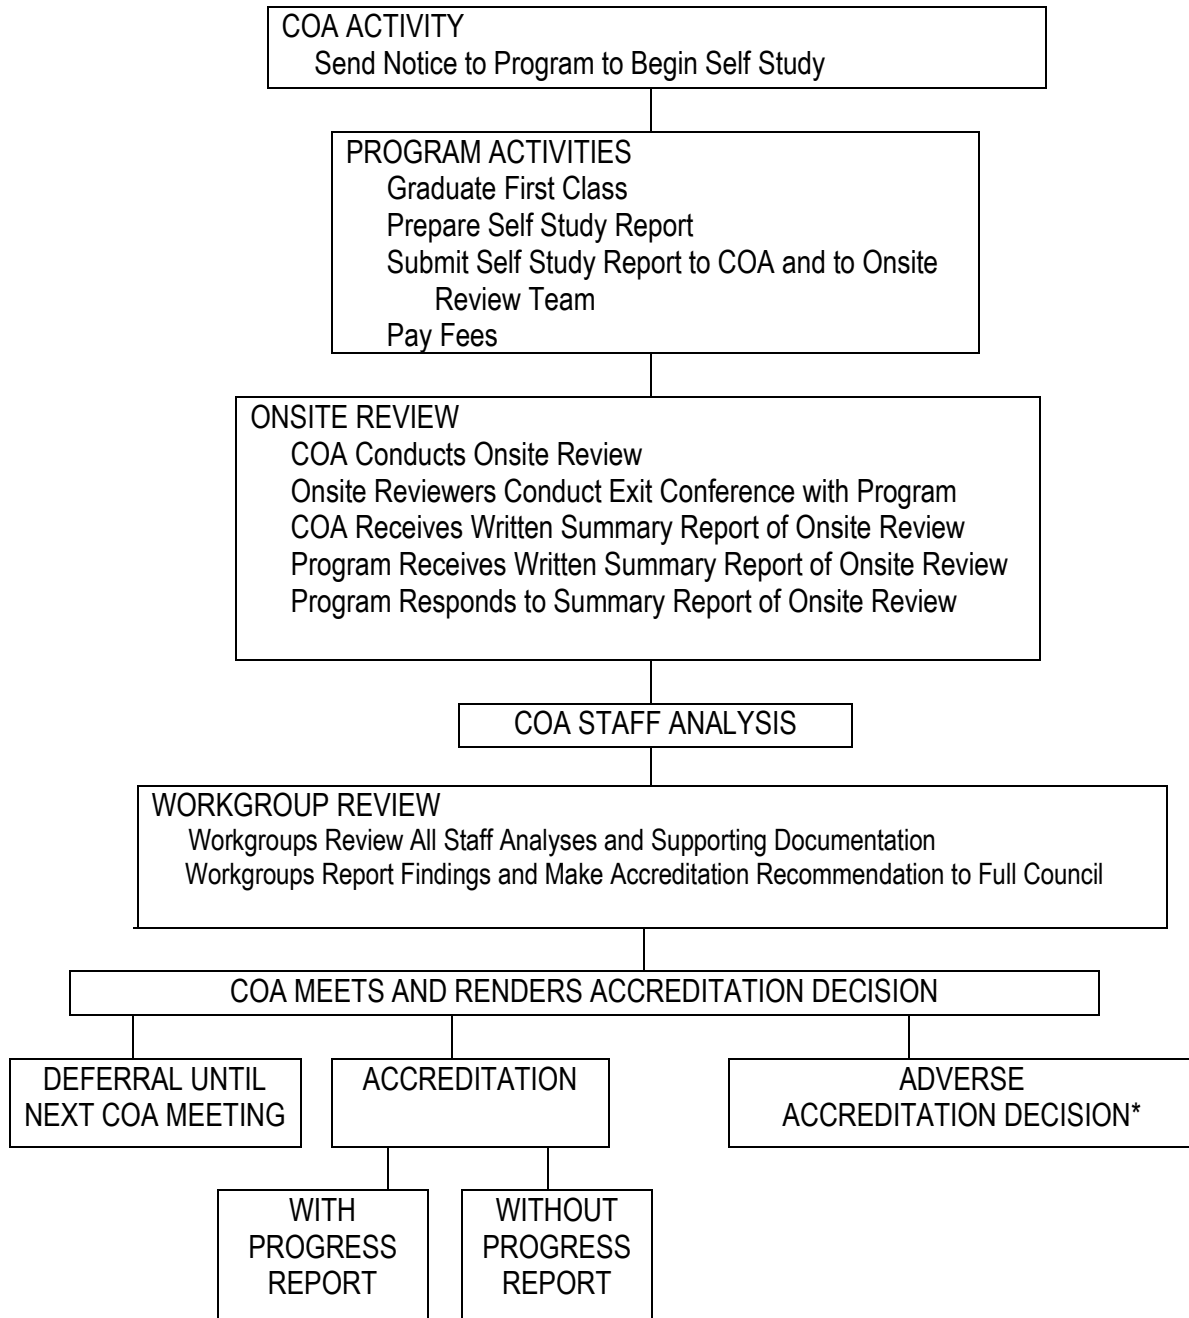 COA ACTIVITY
Send Notice to Program to Begin Self Study
PROGRAM ACTIVITIES
Graduate First Class
Prepare Self Study Report
Submit Self Study Report to COA and to Onsite
Review Team
Pay Fees
ONSITE REVIEW
COA Conducts Onsite Review
Onsite Reviewers Conduct Exit Conference with Program
COA Receives Written Summary Report of Onsite Review
Program Receives Written Summary Report of Onsite Review
Program Responds to Summary Report of Onsite Review
COA STAFF ANALYSIS
WORKGROUP REVIEW
Workgroups Review All Staff Analyses and Supporting Documentation
Workgroups Report Findings and Make Accreditation Recommendation to Full Council
COA MEETS AND RENDERS ACCREDITATION DECISION
DEFERRAL UNTIL
NEXT COA MEETING
ACCREDITATION
ADVERSE
ACCREDITATION DECISION*
WITH
PROGRESS
REPORT
WITHOUT
PROGRESS
REPORT